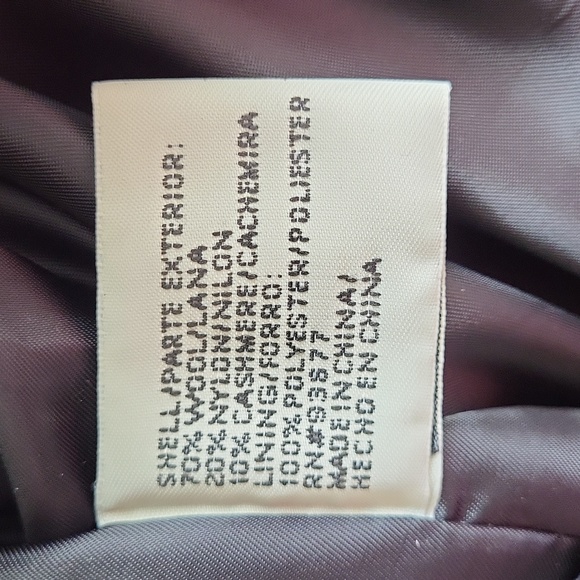 SHELL/PARTE EXTERIOR:
70% WOOL/LANA
20% NYLON/NILON
10% CASHMERE/CACHEMIRA
LINING/FORRO:
100%POLYESTER/POLIESTER
RN#93677
MADE IN CHINA/
HECHO EN CHINA